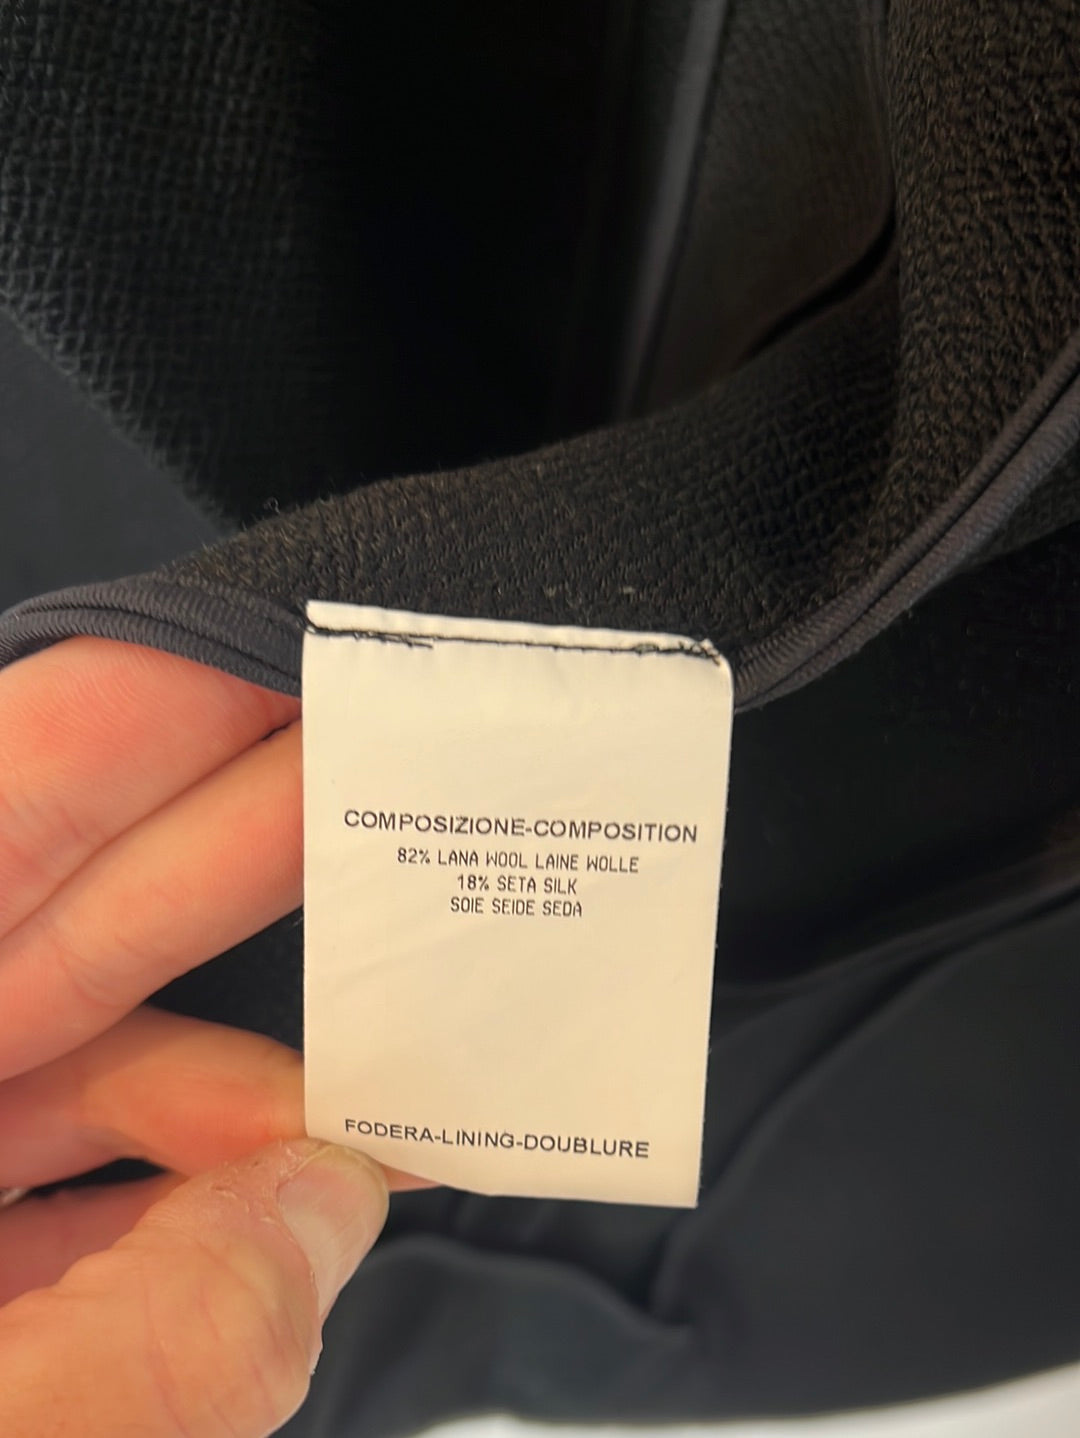 COMPOSIZIONE-COMPOSITION
82% LANA WOOL LAINE WOLLE
18% SETA SILK
SOIE SEIDE SEDA
FODERA-LINING-DOUBLURE